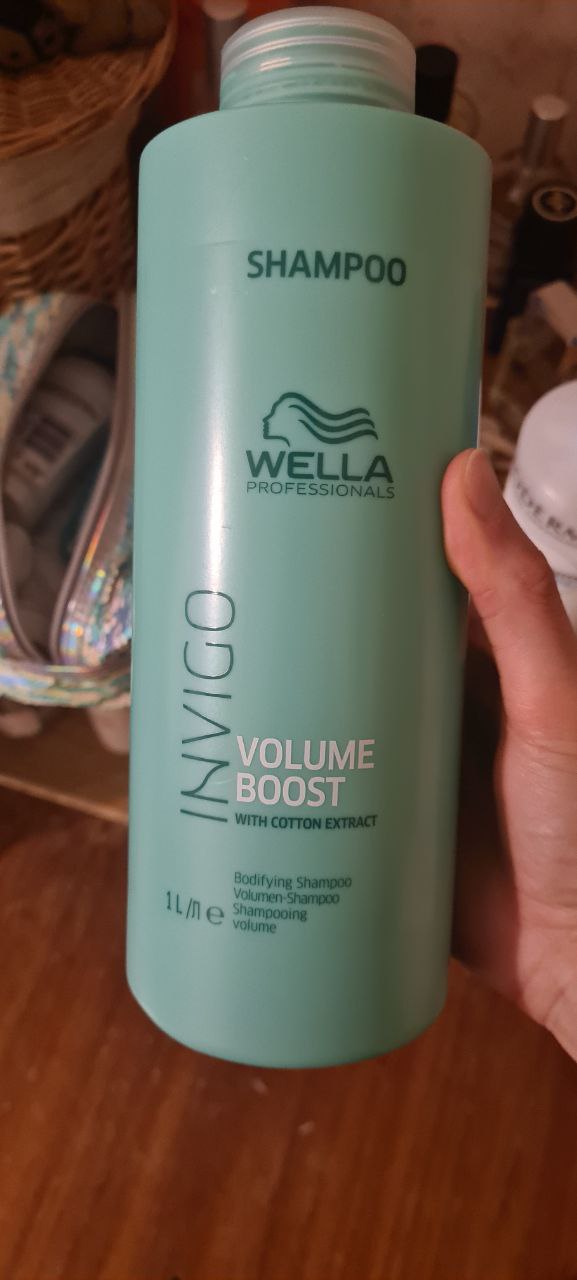 SHAMPOO
WELLA
PROFESSIONALS
INVIGO
VOLUME
BOOST
WITH COTTON EXTRACT
Bodifying Shampoo
Volumen-Shampoo
Shampooing
volume
1 L/Л e